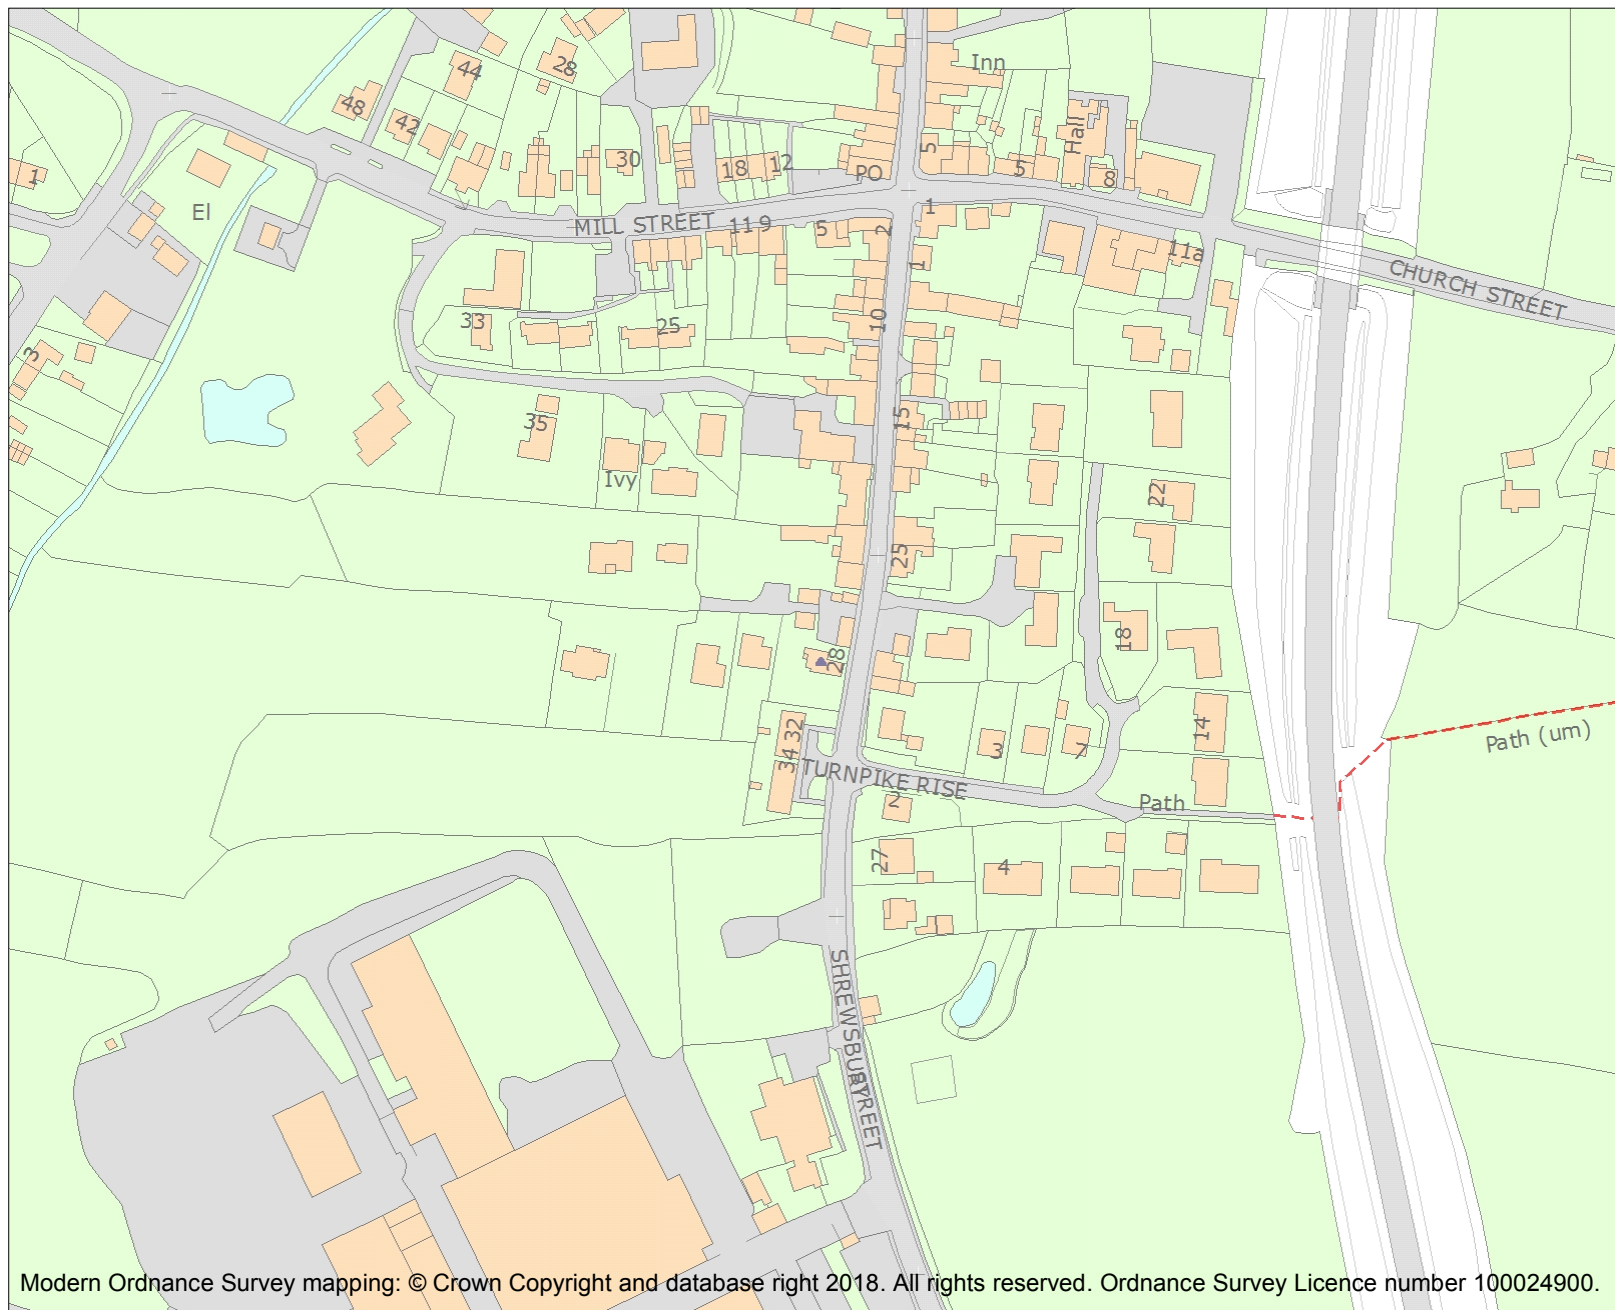 Inn
44
28
48
42
Hall
5
30
18
12
PO
5
8
1
El
1
MILL STREET
11 9
5
2
11a
1
CHURCH STREET
33
25
10
3
35
15
Ivy
22
25
18
28
32
14
Path (um)
34
3
7
TURNPIKE RISE
2
Path
27
4
SHREWSBURY
STREET
Modern Ordnance Survey mapping: © Crown Copyright and database right 2018. All rights reserved. Ordnance Survey Licence number 100024900.